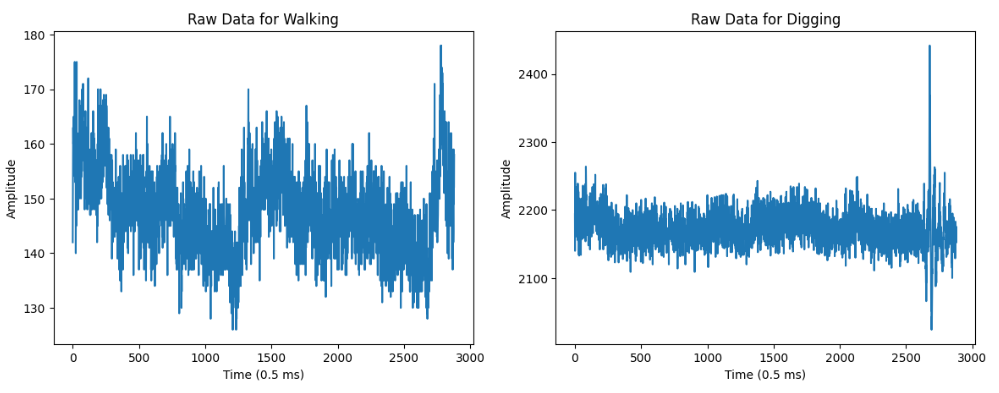 Raw Data for Walking
180
170
160
150
140
130
Amplitude
0 500 1000 1500 2000 2500 3000
Time (0.5 ms)
Raw Data for Digging
2400
2300
2200
2100
Amplitude
0 500 1000 1500 2000 2500 3000
Time (0.5 ms)